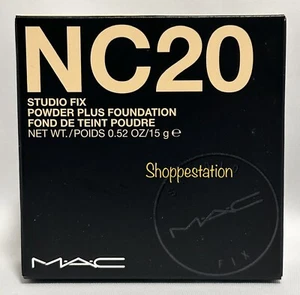 NC20
STUDIO FIX
POWDER PLUS FOUNDATION
FOND DE TEINT POUDRE
NET WT./POIDS 0.52 OZ/15 g ℮
Shoppestation
MAC
FIX
MAC